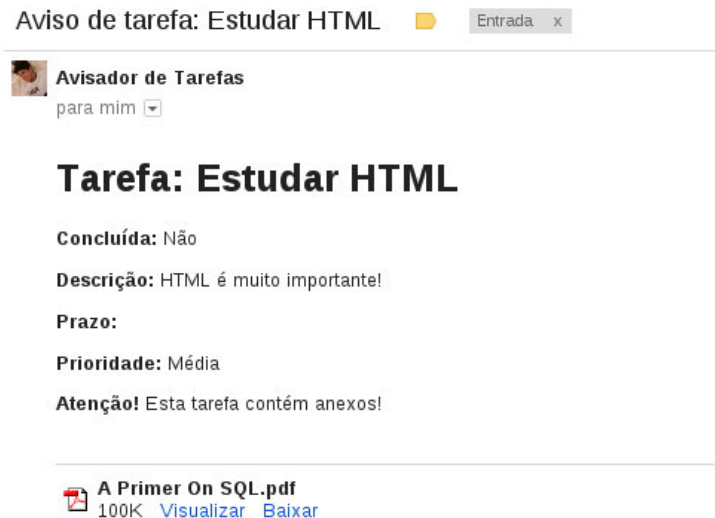 Aviso de tarefa: Estudar HTML Entrada x
Avisador de Tarefas
para mim
Tarefa: Estudar HTML
Concluída: Não
Descrição: HTML é muito importante!
Prazo:
Prioridade: Média
Atenção! Esta tarefa contém anexos!
A Primer On SQL.pdf
100K Visualizar Baixar